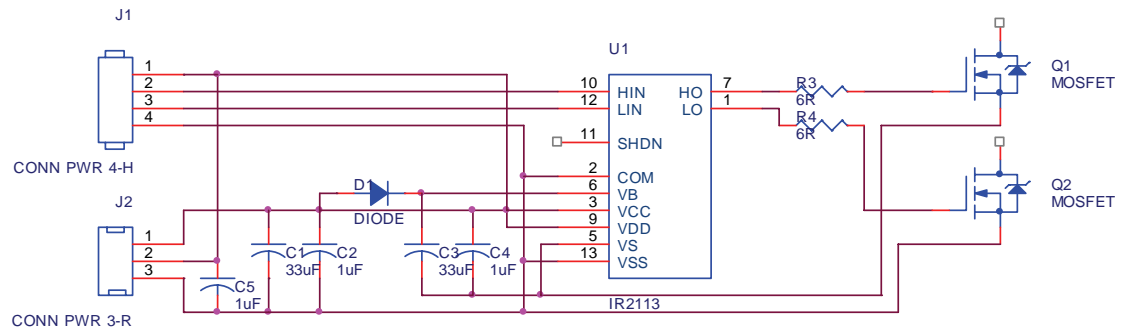 J1
1
2
3
4
CONN PWR 4-H
J2
1
2
3
CONN PWR 3-R
C5
1uF
C1
33uF
C2
1uF
D1
DIODE
C3
33uF
C4
1uF
U1
10
HIN
12
LIN
11
SHDN
2
COM
6
VB
3
VCC
9
VDD
5
VS
13
VSS
HO
7
LO
1
IR2113
R3
6R
R4
6R
Q1
MOSFET
Q2
MOSFET